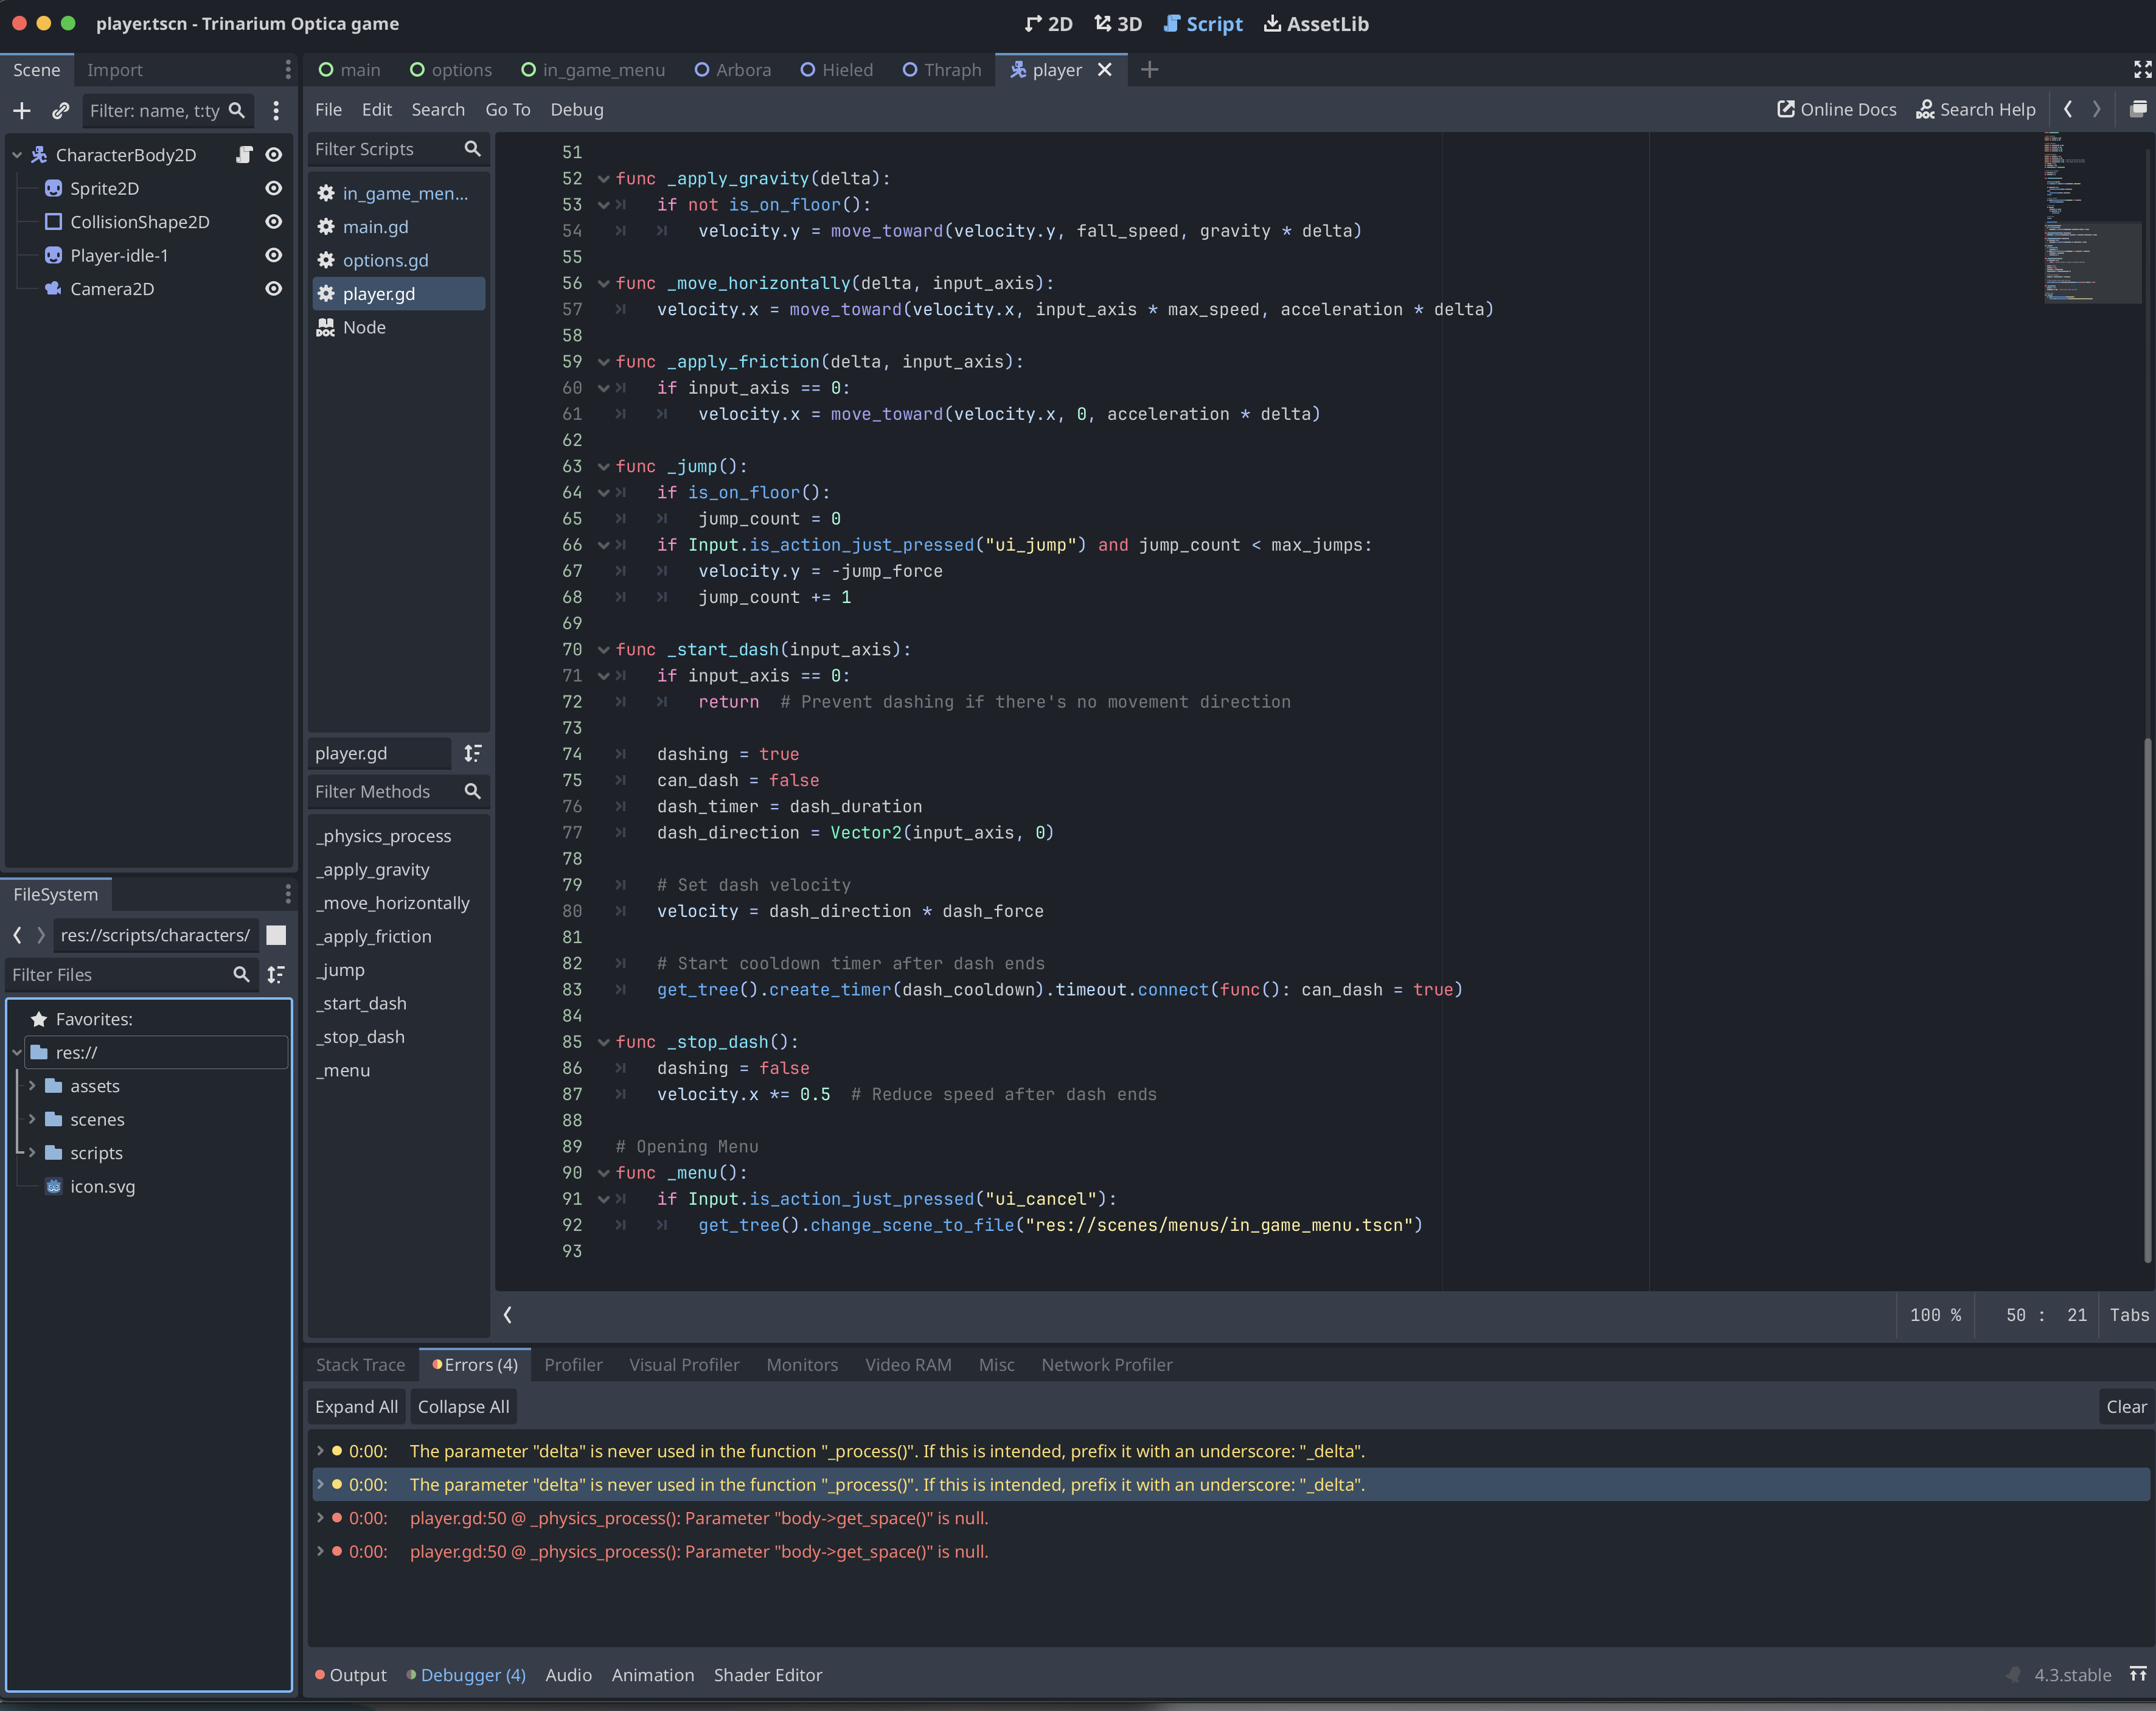 player.tscn - Trinarium Optica game
2D
3D
Script
AssetLib
Scene
Import
Filter: name, t:ty
CharacterBody2D
Sprite2D
CollisionShape2D
Player-idle-1
Camera2D
FileSystem
res://scripts/characters/
Filter Files
Favorites:
res://
assets
scenes
scripts
icon.svg
main
options
in_game_menu
Arbora
Hieled
Thraph
player
File
Edit
Search
Go To
Debug
Online Docs
Search Help
Filter Scripts
in_game_men...
main.gd
options.gd
player.gd
DOC Node
player.gd
Filter Methods
_physics_process
_apply_gravity
_move_horizontally
_apply_friction
_jump
_start_dash
_stop_dash
_menu
51
52 func _apply_gravity(delta):
53 if not is_on_floor():
54 velocity.y = move_toward(velocity.y, fall_speed, gravity * delta)
55
56 func _move_horizontally(delta, input_axis):
57 velocity.x = move_toward(velocity.x, input_axis * max_speed, acceleration * delta)
58
59 func _apply_friction(delta, input_axis):
60 if input_axis == 0:
61 velocity.x = move_toward(velocity.x, 0, acceleration * delta)
62
63 func _jump():
64 if is_on_floor():
65 jump_count = 0
66 if Input.is_action_just_pressed("ui_jump") and jump_count < max_jumps:
67 velocity.y = -jump_force
68 jump_count += 1
69
70 func _start_dash(input_axis):
71 if input_axis == 0:
72 return # Prevent dashing if there's no movement direction
73
74 dashing = true
75 can_dash = false
76 dash_timer = dash_duration
77 dash_direction = Vector2(input_axis, 0)
78
79 # Set dash velocity
80 velocity = dash_direction * dash_force
81
82 # Start cooldown timer after dash ends
83 get_tree().create_timer(dash_cooldown).timeout.connect(func(): can_dash = true)
84
85 func _stop_dash():
86 dashing = false
87 velocity.x *= 0.5 # Reduce speed after dash ends
88
89 # Opening Menu
90 func _menu():
91 if Input.is_action_just_pressed("ui_cancel"):
92 get_tree().change_scene_to_file("res://scenes/menus/in_game_menu.tscn")
93
100 %
50 : 21
Tabs
Stack Trace
Errors (4)
Profiler
Visual Profiler
Monitors
Video RAM
Misc
Network Profiler
Expand All
Collapse All
Clear
0:00: The parameter "delta" is never used in the function "_process()". If this is intended, prefix it with an underscore: "_delta".
0:00: The parameter "delta" is never used in the function "_process()". If this is intended, prefix it with an underscore: "_delta".
0:00: player.gd:50 @ _physics_process(): Parameter "body->get_space()" is null.
0:00: player.gd:50 @ _physics_process(): Parameter "body->get_space()" is null.
Output
Debugger (4)
Audio
Animation
Shader Editor
4.3.stable